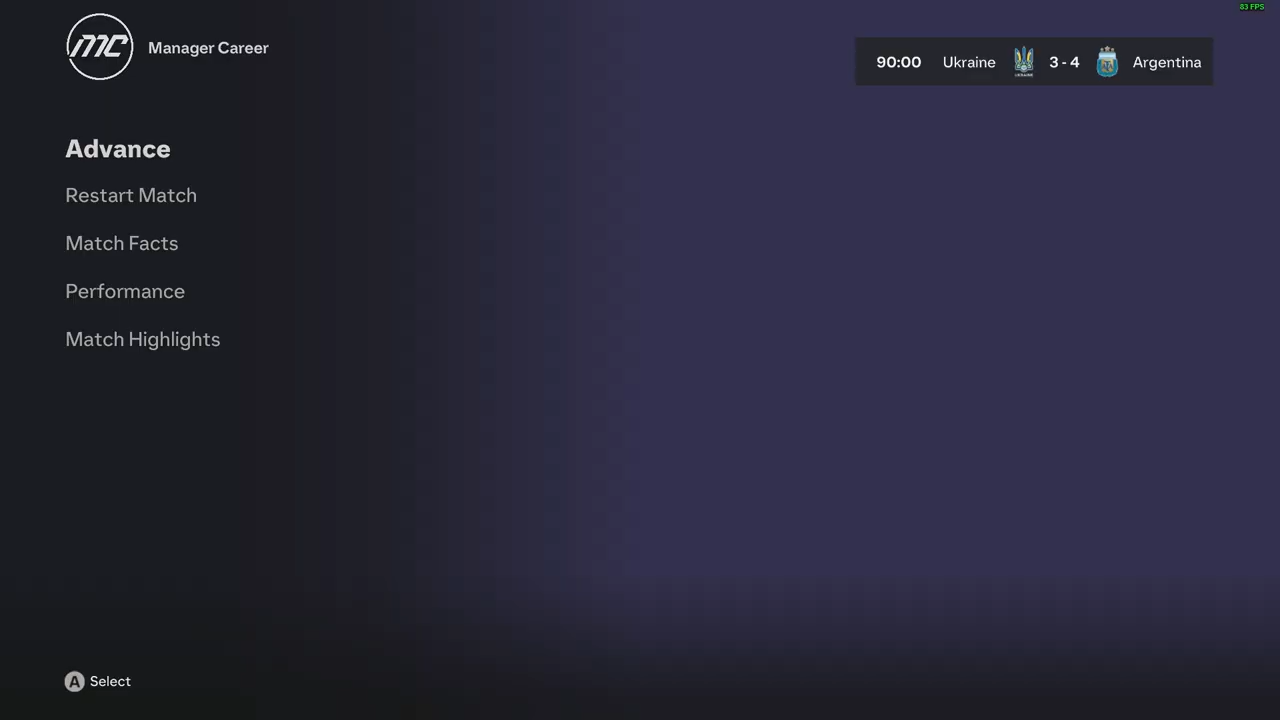 83 FPS
MC Manager Career
90:00 Ukraine UKRAINE 3 - 4 Argentina
Advance
Restart Match
Match Facts
Performance
Match Highlights
A Select